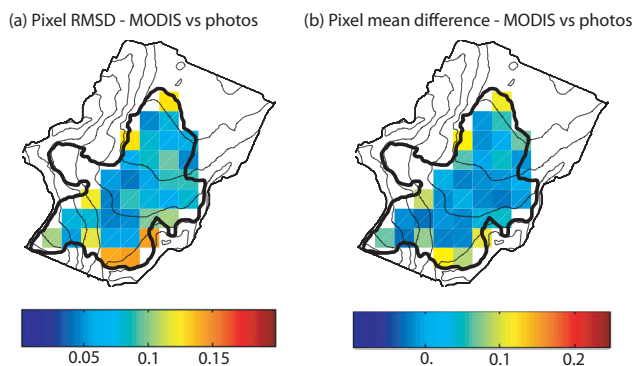 (a) Pixel RMSD - MODIS vs photos
(b) Pixel mean difference - MODIS vs photos
0.05 0.1 0.15
0. 0.1 0.2